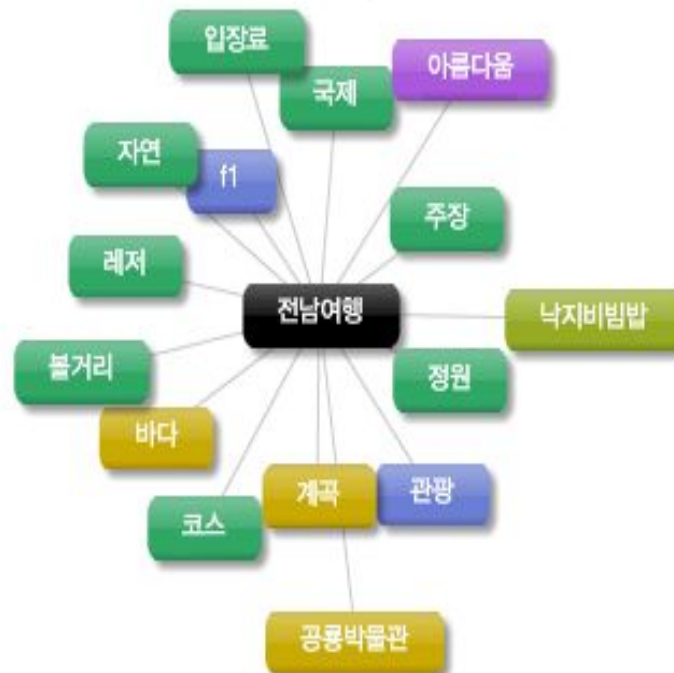 입장료
국제
아름다움
자연
f1
주장
레저
전남여행
낙지비빔밥
볼거리
정원
바다
계곡
관광
코스
공룡박물관